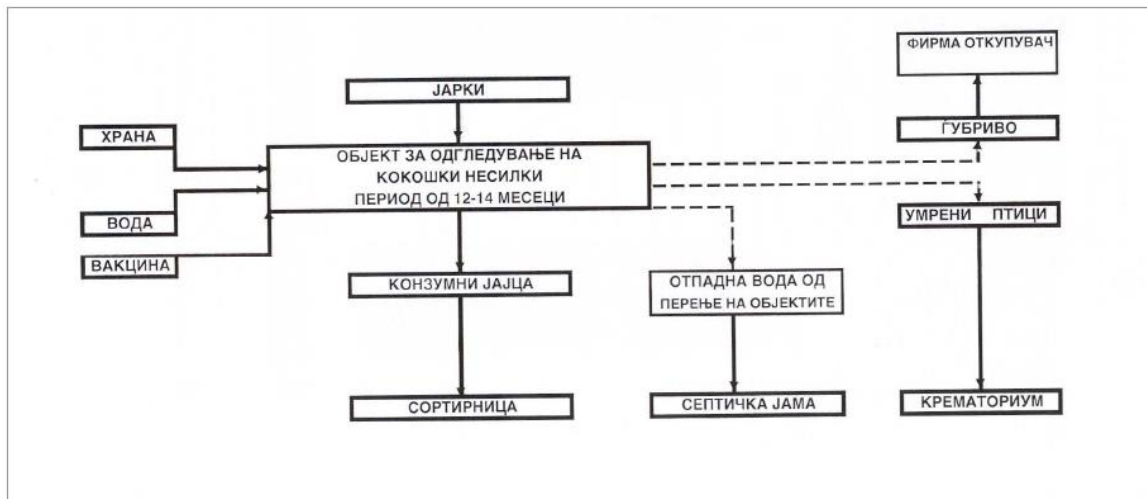 ФИРМА ОТКУПУВАЧ
ЈАРКИ
ЃУБРИВО
ХРАНА
ОБЈЕКТ ЗА ОДГЛЕДУВАЊЕ НА
КОКОШКИ НЕСИЛКИ
ПЕРИОД ОД 12-14 МЕСЕЦИ
ВОДА
УМРЕНИ ПТИЦИ
ВАКЦИНА
КОНЗУМНИ ЈАЈЦА
ОТПАДНА ВОДА ОД
ПЕРЕЊЕ НА ОБЈЕКТИТЕ
СОРТИРНИЦА
СЕПТИЧКА ЈАМА
КРЕМАТОРИУМ